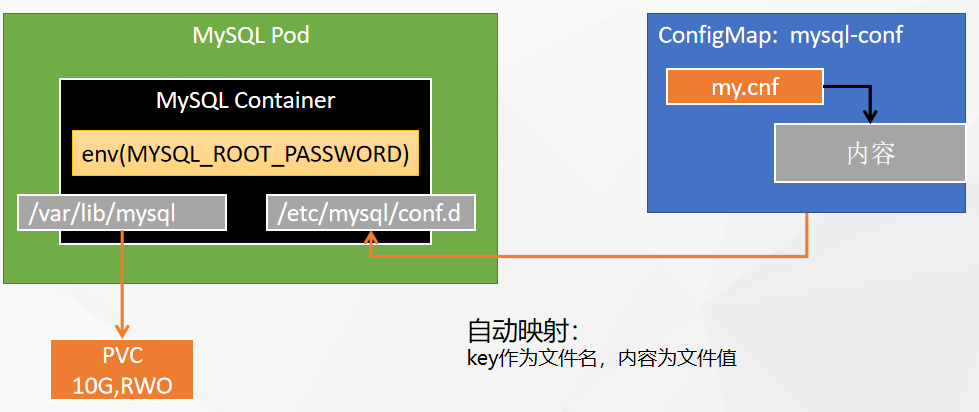 MySQL Pod
MySQL Container
env(MYSQL_ROOT_PASSWORD)
/var/lib/mysql
/etc/mysql/conf.d
PVC
10G,RWO
ConfigMap: mysql-conf
my.cnf
内容
自动映射：
key作为文件名，内容为文件值